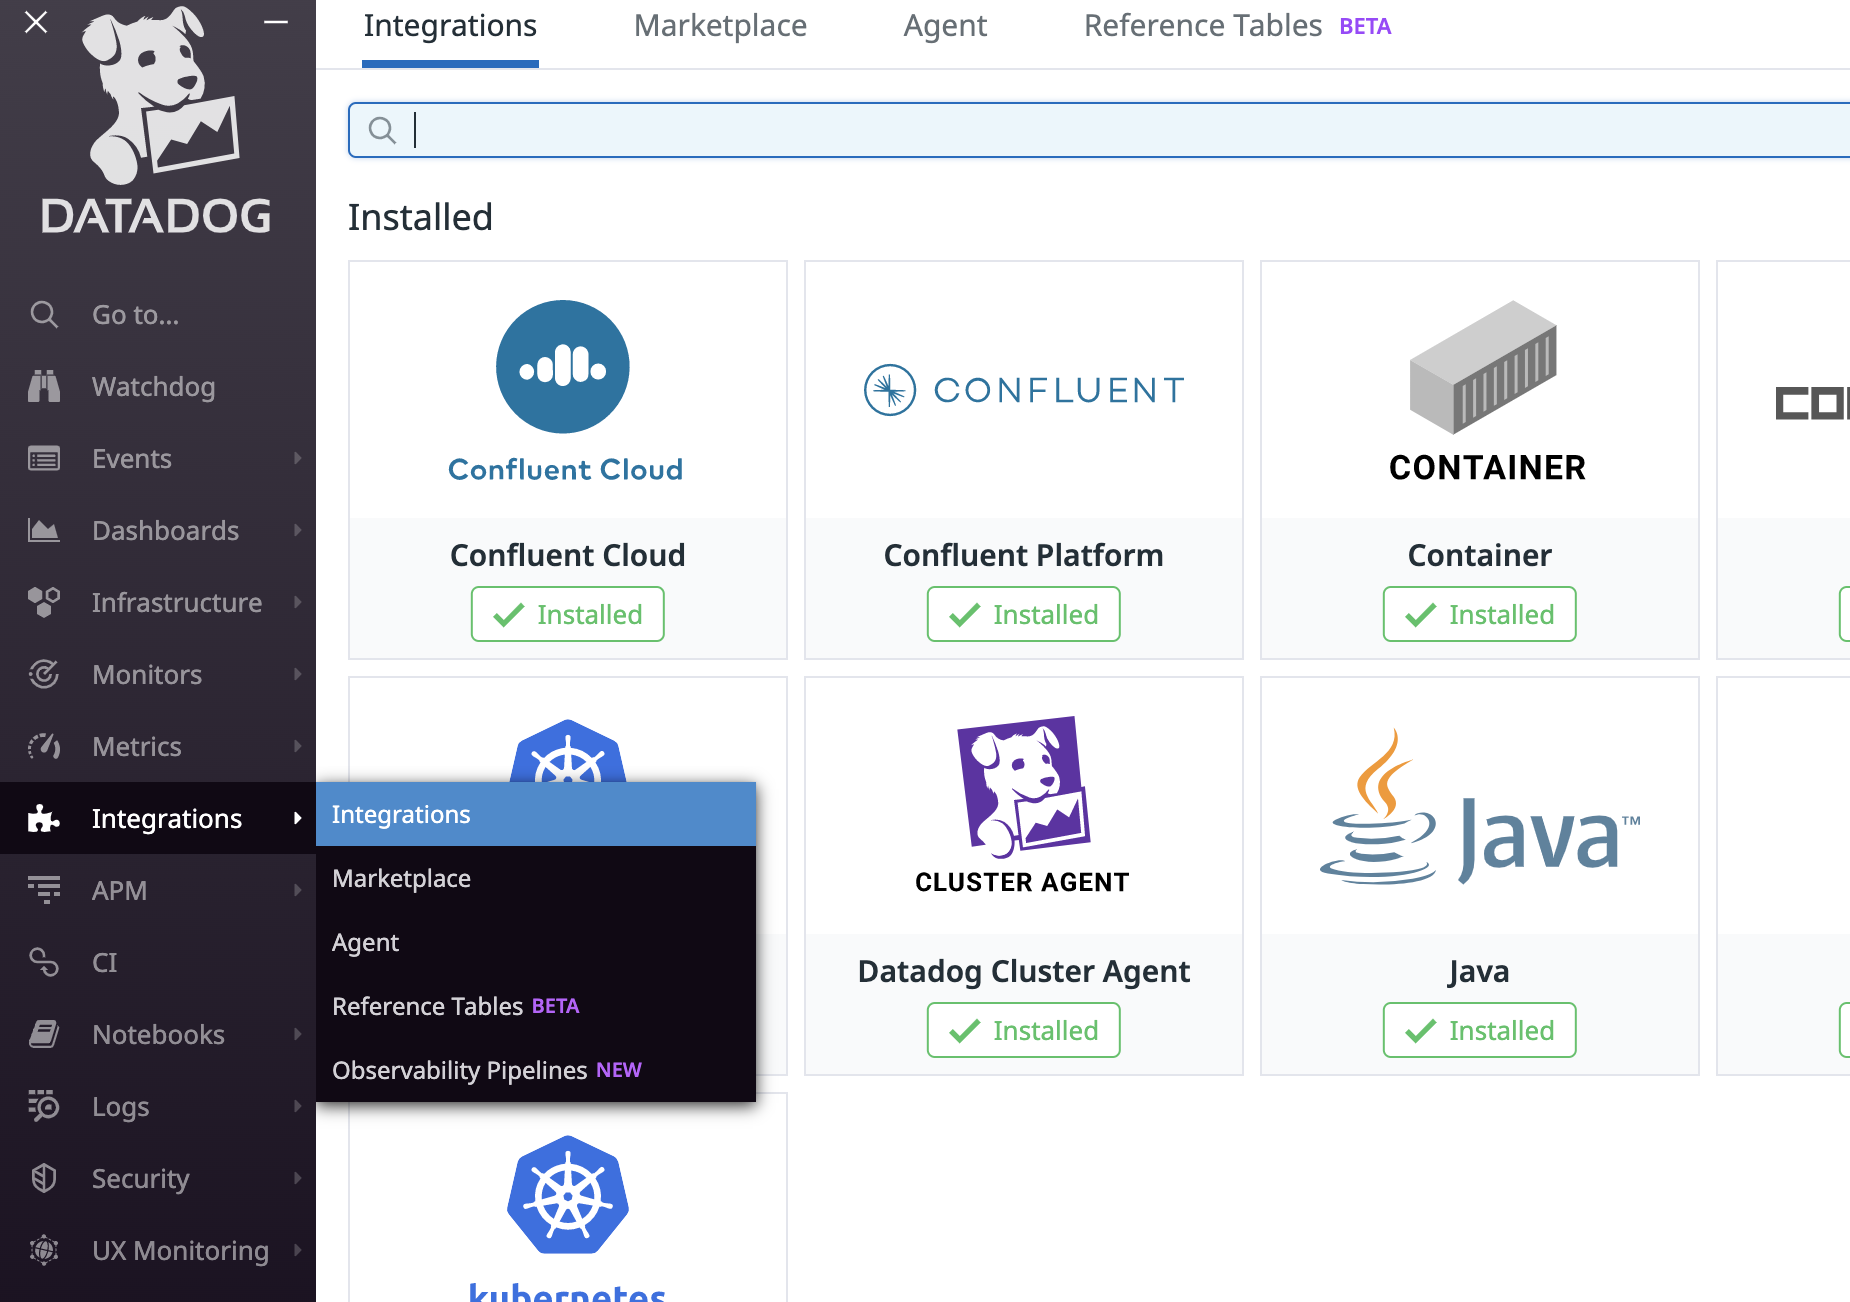 DATADOG
Go to...
Watchdog
Events
Dashboards
Infrastructure
Monitors
Metrics
Integrations
APM
CI
Notebooks
Logs
Security
UX Monitoring
Integrations
Marketplace
Agent
Reference Tables BETA
Observability Pipelines NEW
Integrations Marketplace Agent Reference Tables BETA
Installed
Confluent Cloud
Confluent Cloud
Installed
CONFLUENT
Confluent Platform
Installed
CONTAINER
Container
Installed
CLUSTER AGENT
Datadog Cluster Agent
Installed
Java™
Java
Installed
kubernetes